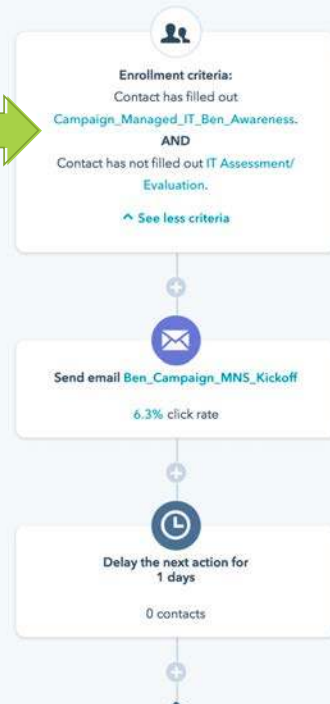 Enrollment criteria:
Contact has filled out
Campaign_Managed_IT_Ben_Awareness.
AND
Contact has not filled out IT Assessment/
Evaluation.
See less criteria
Send email Ben_Campaign_MNS_Kickoff
6.3% click rate
Delay the next action for
1 days
0 contacts